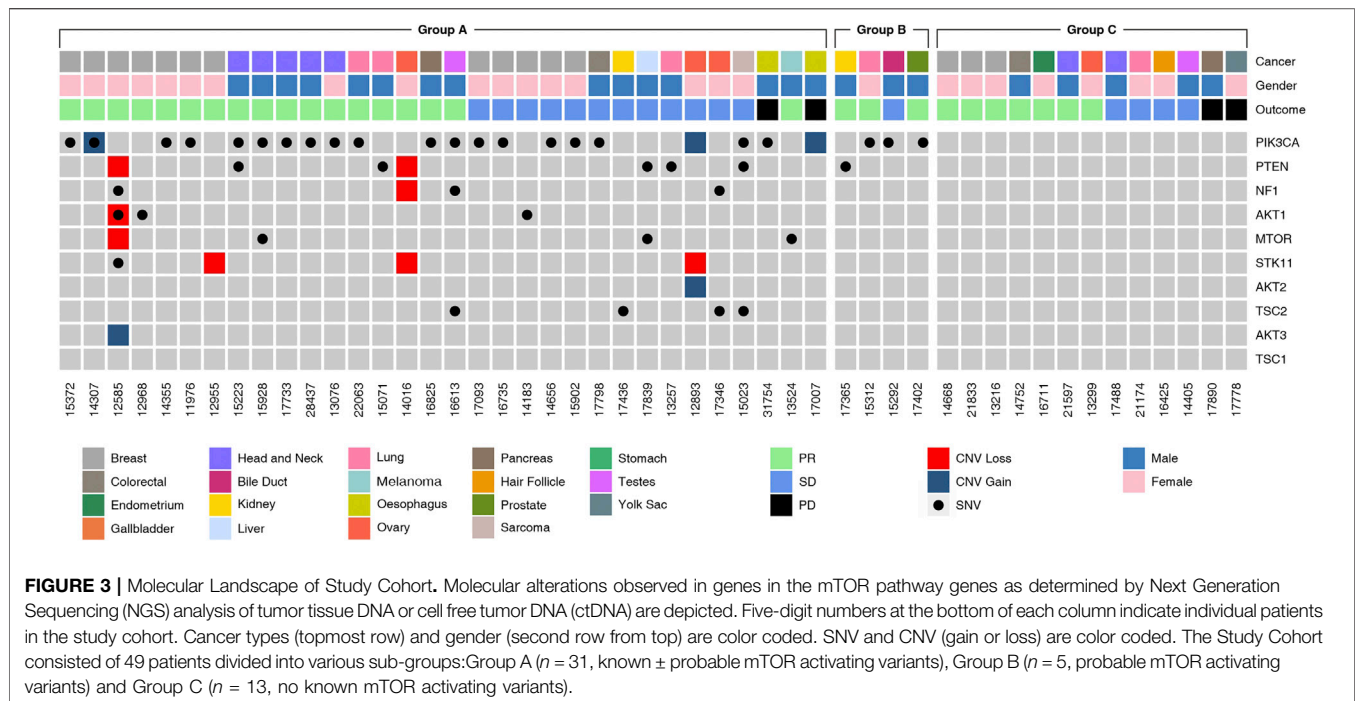 Group A
Group B
Group C
Cancer
Gender
Outcome
PIK3CA
PTEN
NF1
AKT1
MTOR
STK11
AKT2
TSC2
AKT3
TSC1
15372 14307 12585 12968 14355 11976 12955 15223 15928 17733 28437 13076 22063 15071 14016 16825 16613 17093 16735 14183 14656 15902 17798 17436 17839 13257 12893 17346 15023 31754 13524 17007 17365 15312 15292 17402 14668 21833 13216 14752 16711 21597 13299 17488 21174 16425 14405 17890 17778
Breast Head and Neck Lung Pancreas Stomach PR CNV Loss Male
Colorectal Bile Duct Melanoma Hair Follicle Testes SD CNV Gain Female
Endometrium Kidney Oesophagus Prostate Yolk Sac PD SNV
Gallbladder Liver Ovary Sarcoma
FIGURE 3 | Molecular Landscape of Study Cohort. Molecular alterations observed in genes in the mTOR pathway genes as determined by Next Generation
Sequencing (NGS) analysis of tumor tissue DNA or cell free tumor DNA (ctDNA) are depicted. Five-digit numbers at the bottom of each column indicate individual patients
in the study cohort. Cancer types (topmost row) and gender (second row from top) are color coded. SNV and CNV (gain or loss) are color coded. The Study Cohort
consisted of 49 patients divided into various sub-groups:Group A (n = 31, known ± probable mTOR activating variants), Group B (n = 5, probable mTOR activating
variants) and Group C (n = 13, no known mTOR activating variants).